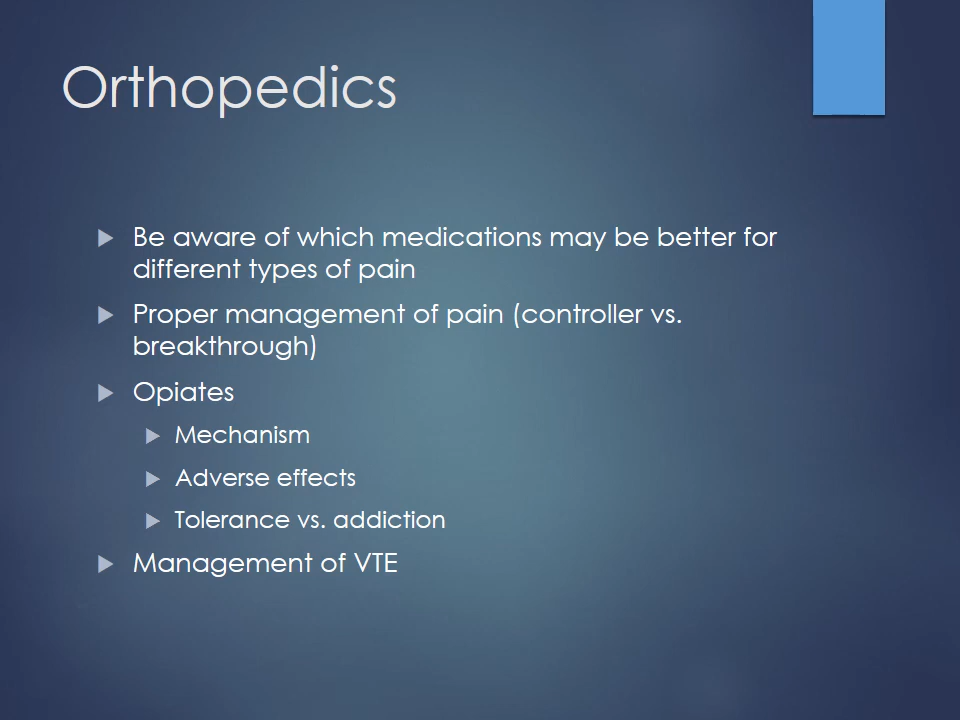 Orthopedics
Be aware of which medications may be better for
different types of pain
Proper management of pain (controller vs.
breakthrough)
Opiates
Mechanism
Adverse effects
Tolerance vs. addiction
Management of VTE